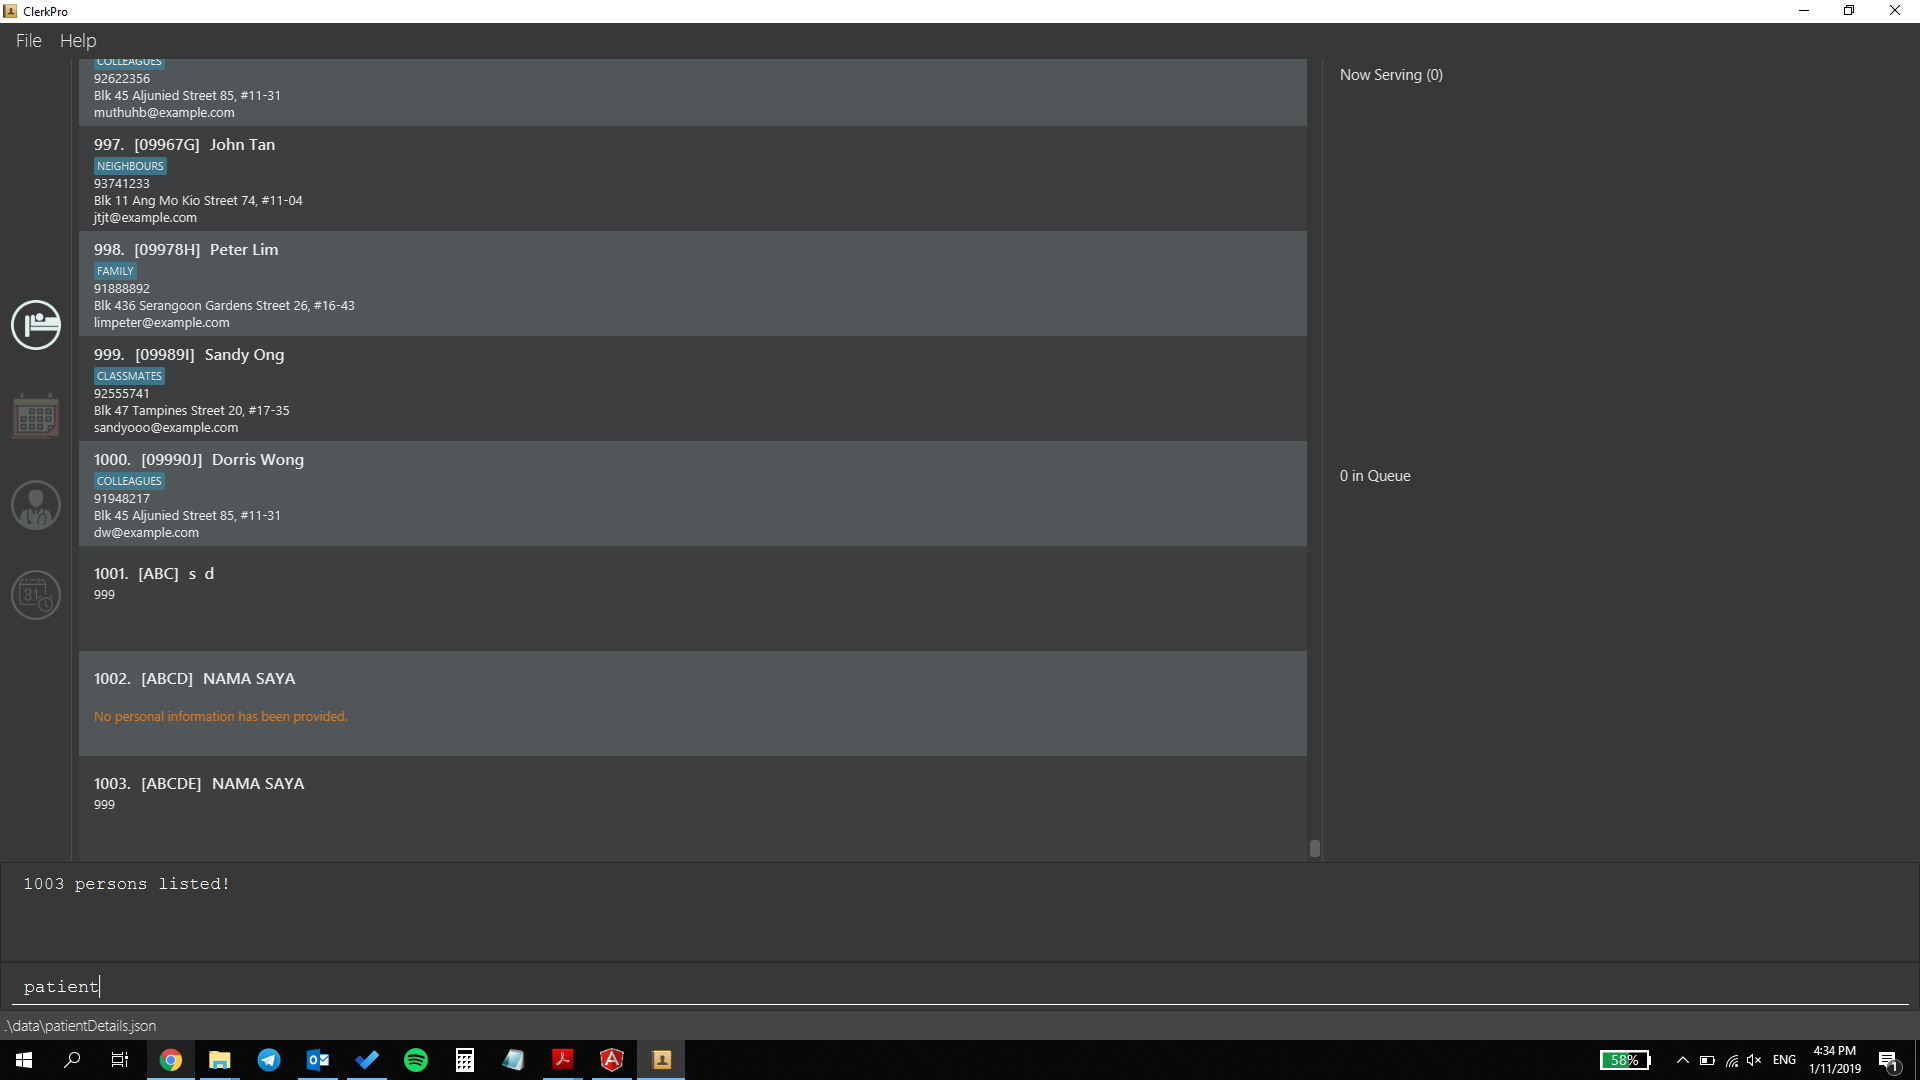 ClerkPro
File Help
COLLEAGUES
92622356
Blk 45 Aljunied Street 85, #11-31
muthuhb@example.com
997. [09967G] John Tan
NEIGHBOURS
93741233
Blk 11 Ang Mo Kio Street 74, #11-04
jtjt@example.com
998. [09978H] Peter Lim
FAMILY
91888892
Blk 436 Serangoon Gardens Street 26, #16-43
limpeter@example.com
999. [09989I] Sandy Ong
CLASSMATES
92555741
Blk 47 Tampines Street 20, #17-35
sandyooo@example.com
1000. [09990J] Dorris Wong
COLLEAGUES
91948217
Blk 45 Aljunied Street 85, #11-31
dw@example.com
1001. [ABC] s d
999
1002. [ABCD] NAMA SAYA
No personal information has been provided.
1003. [ABCDE] NAMA SAYA
999
Now Serving (0)
0 in Queue
31
1003 persons listed!
patient
.\data\patientDetails.json
58%
ENG
4:34 PM
1/11/2019
1